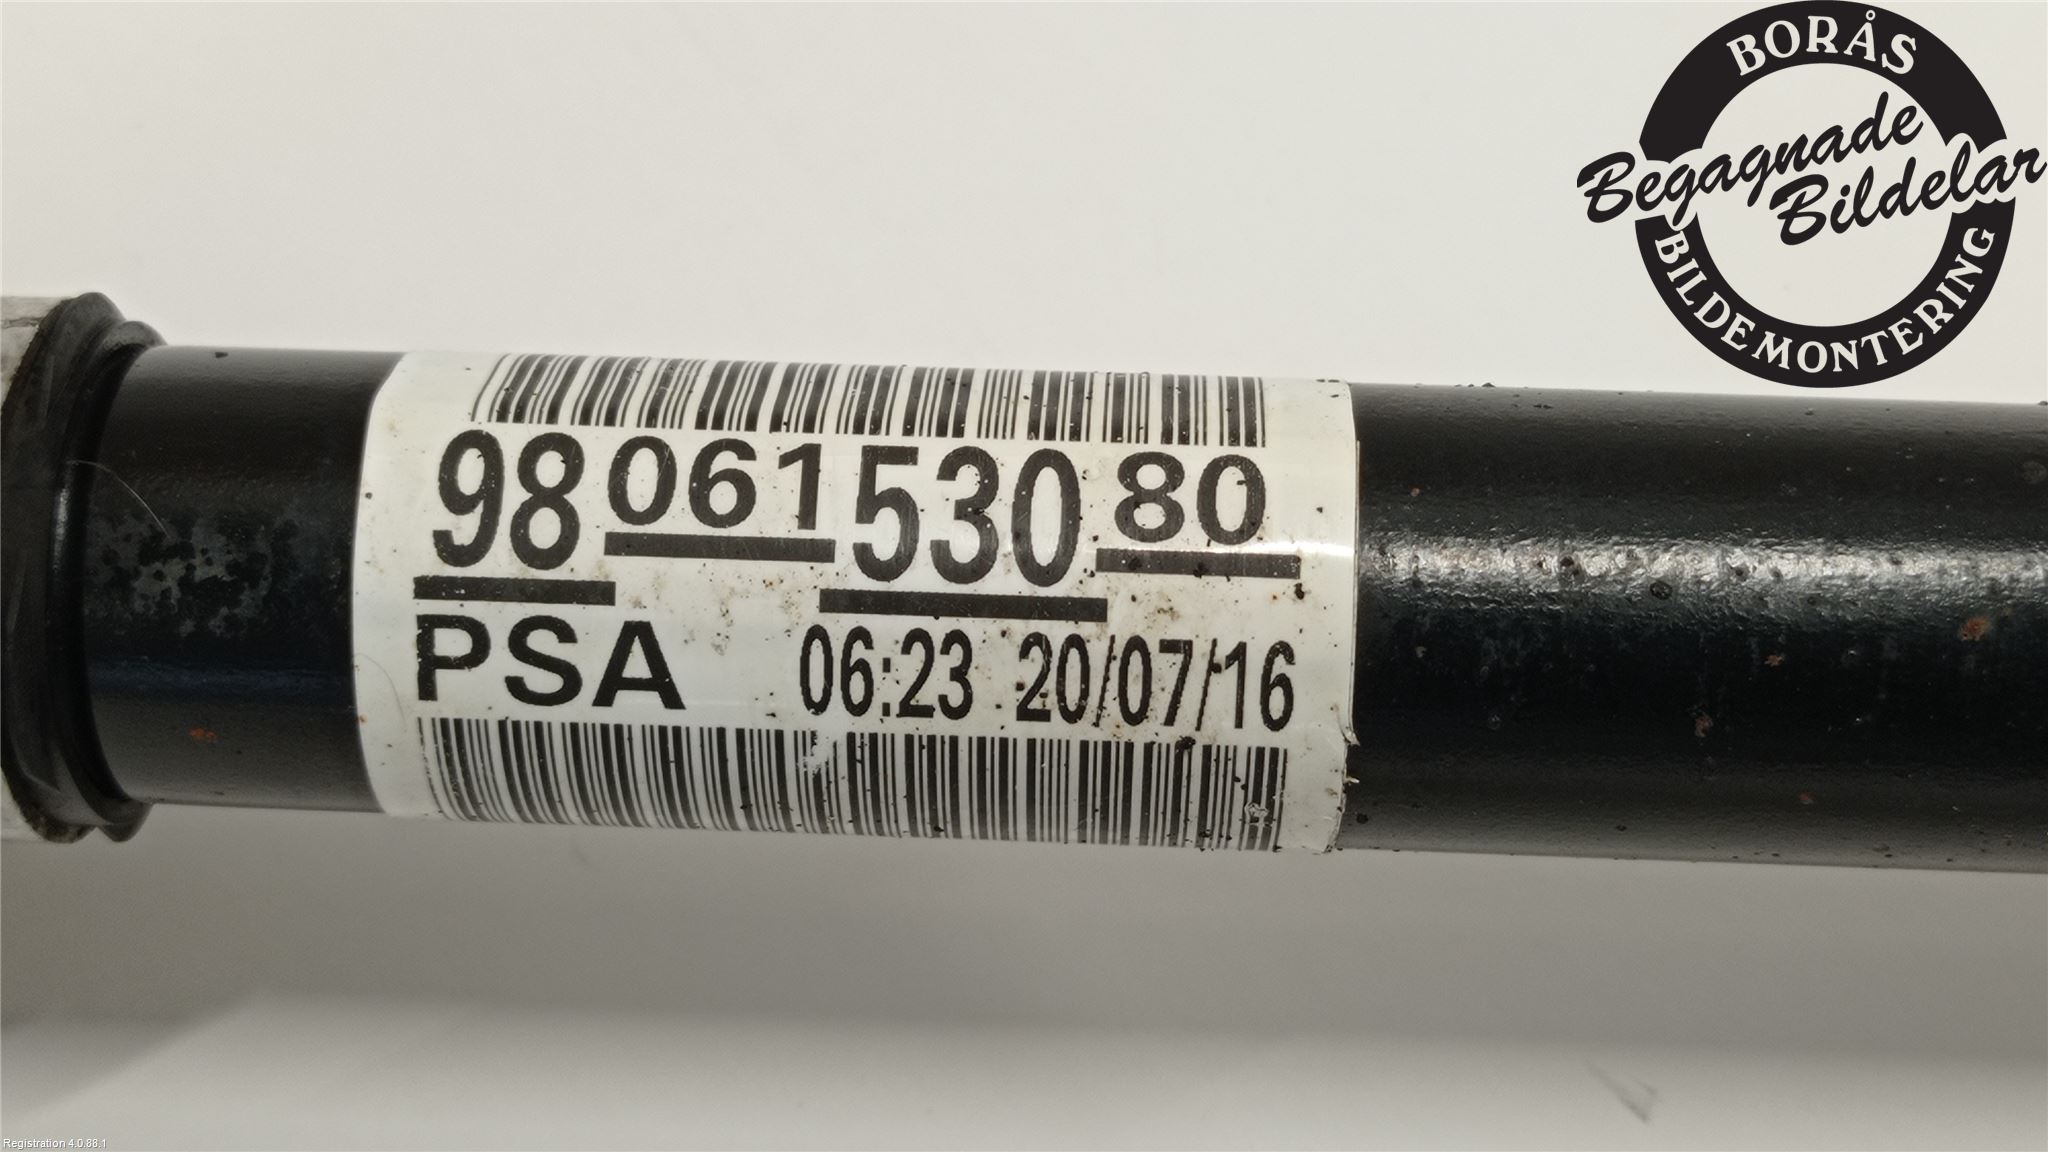 BORÅS
Begagnade
Bildelar
BILDEMONTERING
98 061 530 80
PSA 06:23 20/07/16
Registration 4.0.88.1